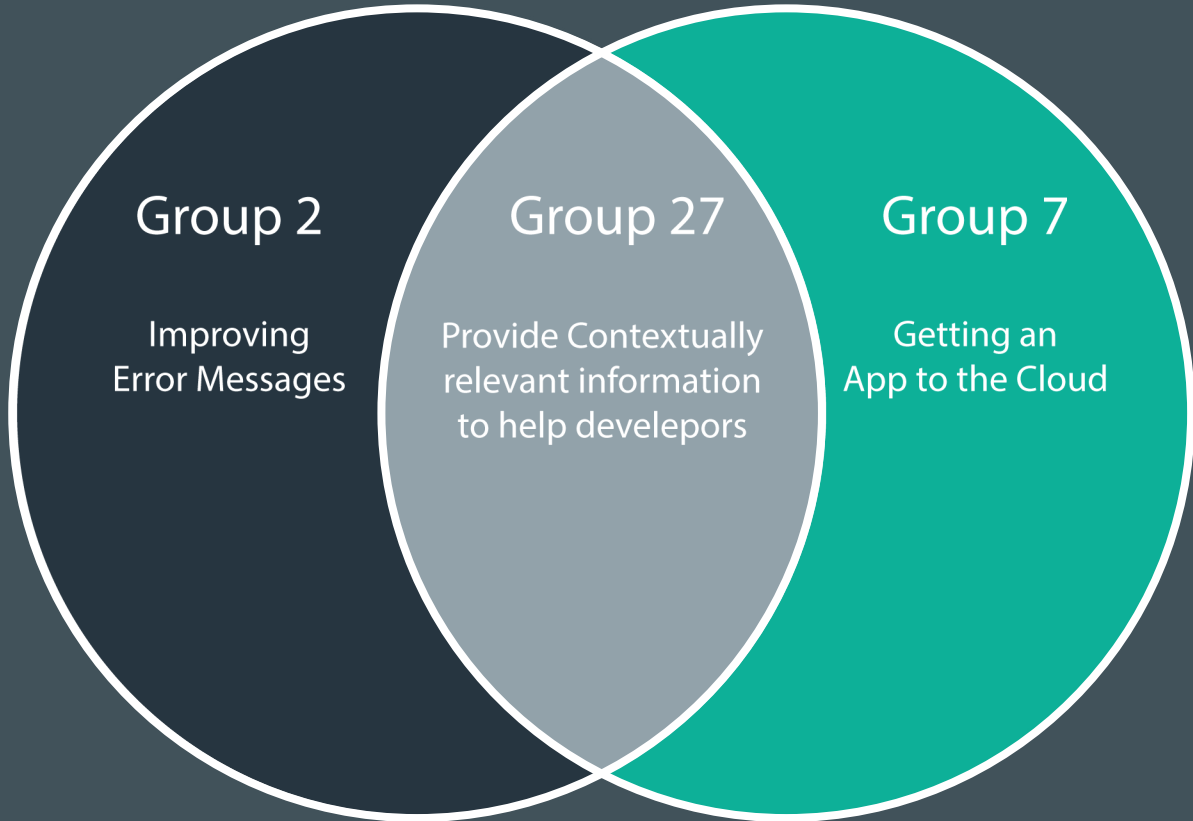 Group 2
Improving
Error Messages
Group 27
Provide Contextually
relevant information
to help develepors
Group 7
Getting an
App to the Cloud